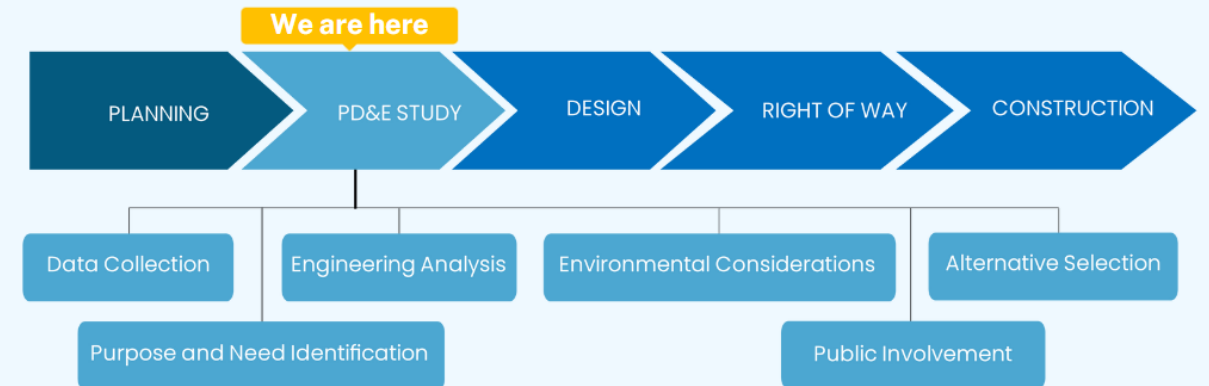 We are here
PLANNING
PD&E STUDY
DESIGN
RIGHT OF WAY
CONSTRUCTION
Data Collection
Engineering Analysis
Environmental Considerations
Alternative Selection
Purpose and Need Identification
Public Involvement